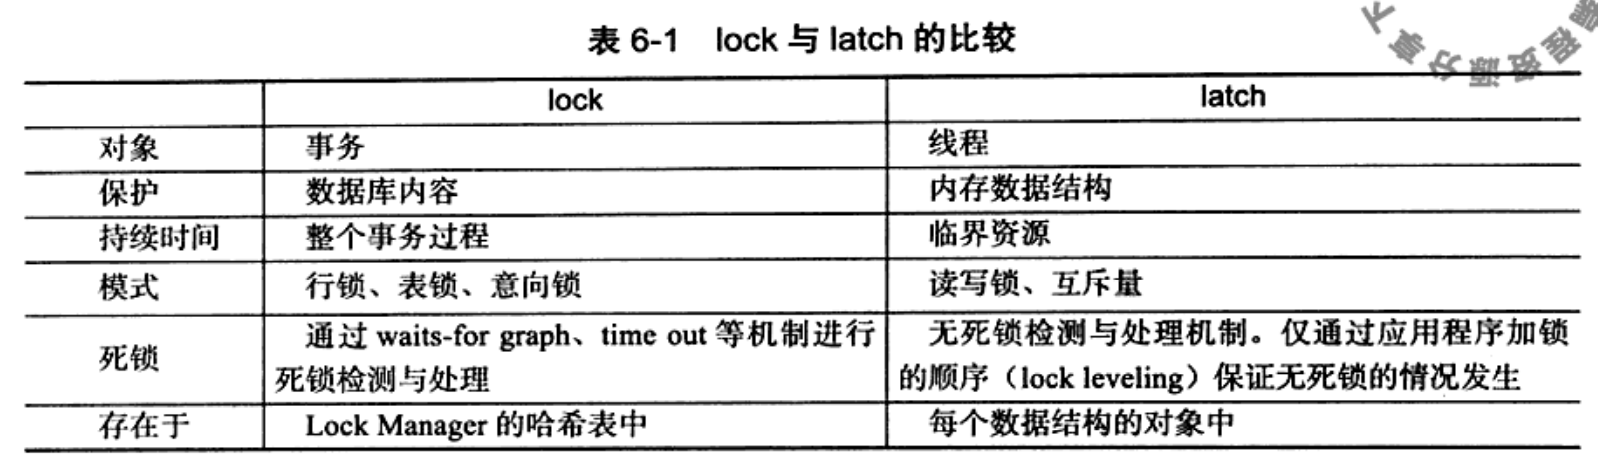 表 6-1 lock 与 latch 的比较
lock latch
对象 事务 线程
保护 数据库内容 内存数据结构
持续时间 整个事务过程 临界资源
模式 行锁、表锁、意向锁 读写锁、互斥量
死锁 通过 waits-for graph、time out 等机制进行 无死锁检测与处理机制。仅通过应用程序加锁
死锁检测与处理 的顺序（lock leveling）保证无死锁的情况发生
存在于 Lock Manager 的哈希表中 每个数据结构的对象中
下享分源资程编